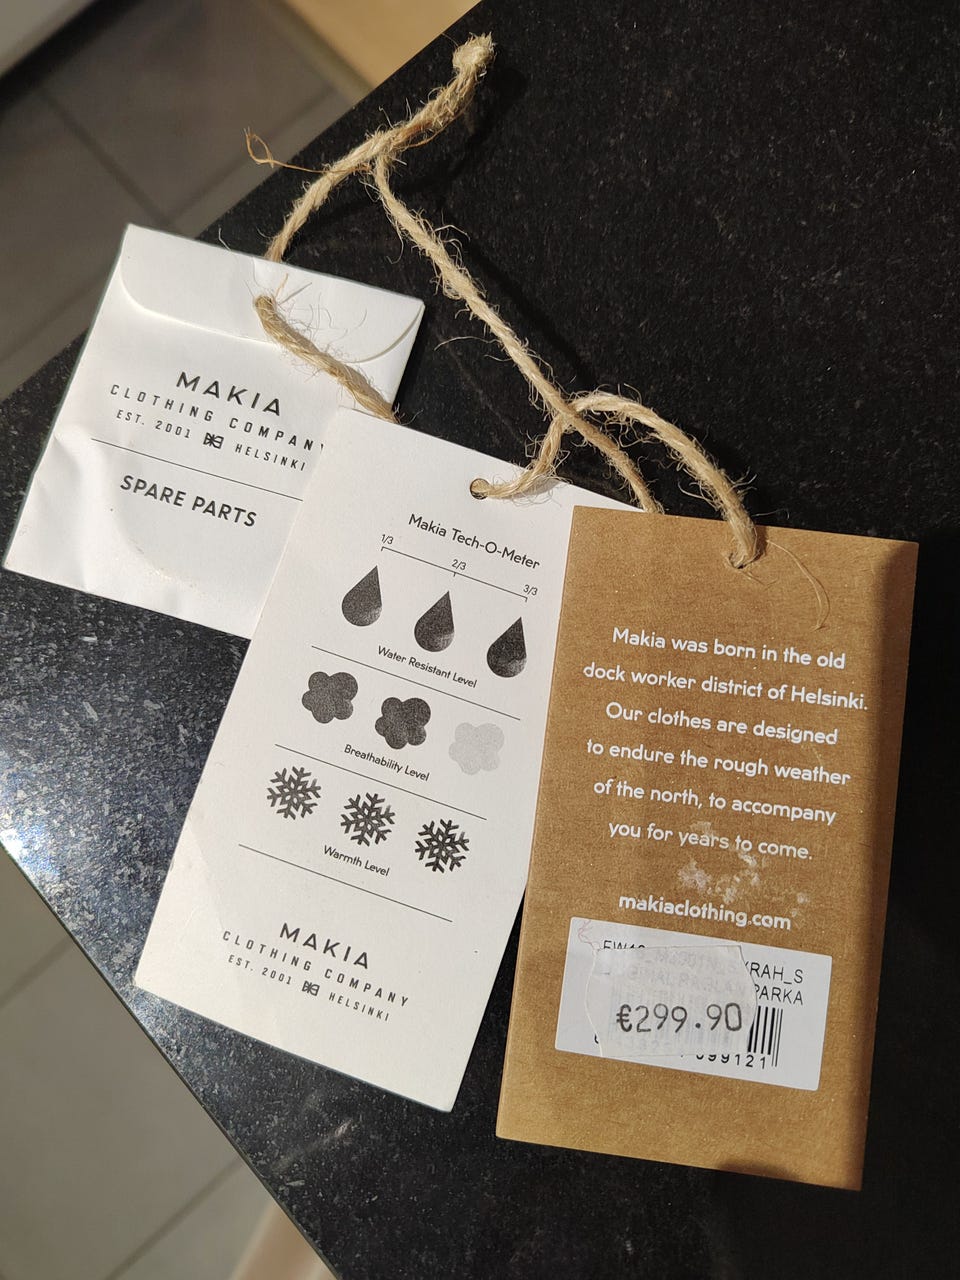 MAKIA
CLOTHING COMPANY
EST. 2001 HELSINKI
SPARE PARTS
Makia Tech-O-Meter
1/3 2/3 3/3
Water Resistant Level
Breathability Level
Warmth Level
MAKIA
CLOTHING COMPANY
EST. 2001 HELSINKI
Makia was born in the old
dock worker district of Helsinki.
Our clothes are designed
to endure the rough weather
of the north, to accompany
you for years to come.
makiaclothing.com
PARKA
€299.90